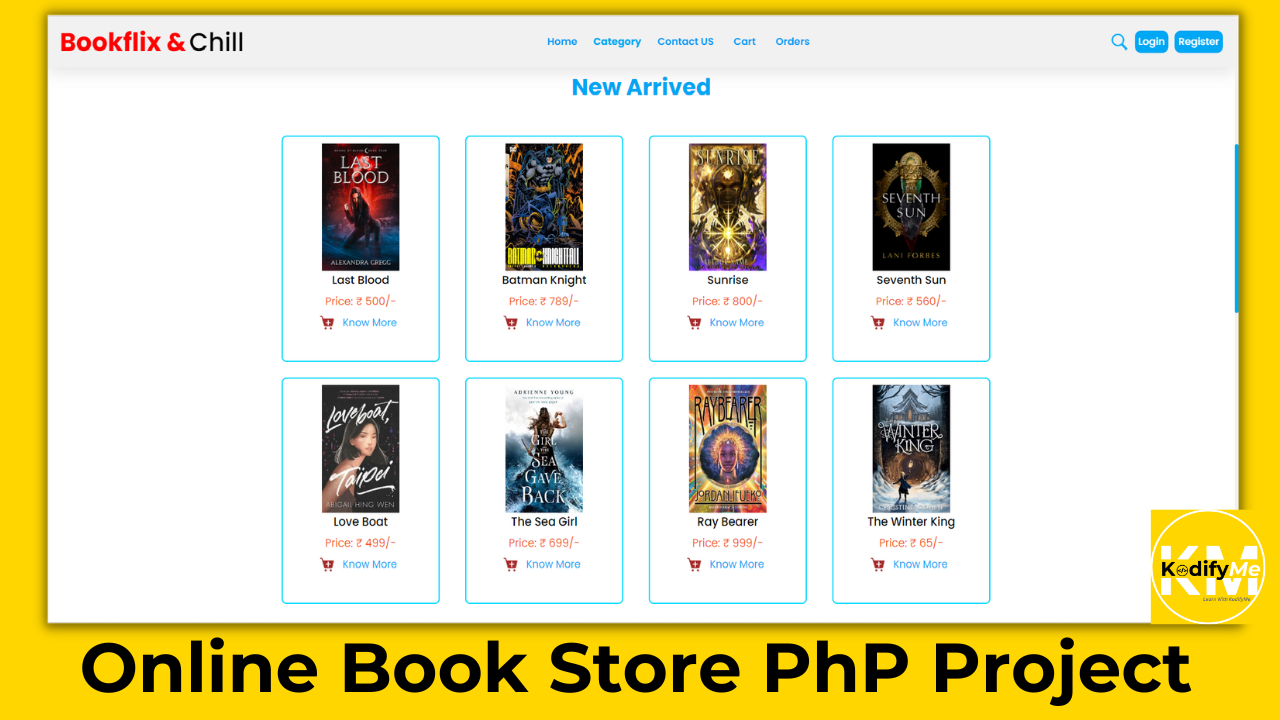 Bookflix & Chill
Home Category Contact US Cart Orders
Login Register
New Arrived
LAST BLOOD
ALEXANDRA GREGG
Last Blood
Price: ₹ 500/-
Know More
BATMAN KNIGHTFALL
Batman Knight
Price: ₹ 789/-
Know More
SUNRISE
Sunrise
Price: ₹ 800/-
Know More
SEVENTH SUN
LANI FORBES
Seventh Sun
Price: ₹ 560/-
Know More
Loveboat,
Taipei
ABIGAIL HING WEN
Love Boat
Price: ₹ 499/-
Know More
ADRIENNE YOUNG
THE GIRL THE SEA GAVE BACK
The Sea Girl
Price: ₹ 699/-
Know More
RAYBEARER
JORDAN IFUEKO
Ray Bearer
Price: ₹ 999/-
Know More
WINTER KING
The Winter King
Price: ₹ 65/-
Know More
KM
KodifyMe
Learn With KodifyMe
Online Book Store PhP Project